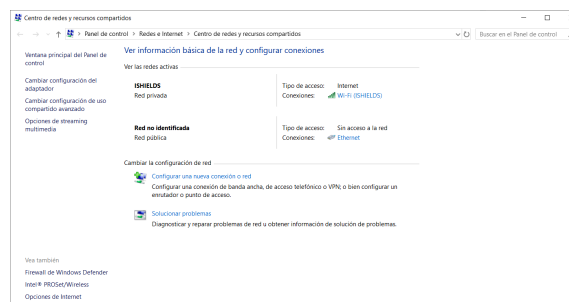 Centro de redes y recursos compartidos
Panel de control > Redes e Internet > Centro de redes y recursos compartidos
Buscar en el Panel de control
Ventana principal del Panel de
control
Cambiar configuración del
adaptador
Cambiar configuración de uso
compartido avanzado
Opciones de streaming
multimedia
Ver información básica de la red y configurar conexiones
Ver las redes activas
ISHIELDS
Red privada
Tipo de acceso: Internet
Conexiones: Wi-Fi (ISHIELDS)
Red no identificada
Red pública
Tipo de acceso: Sin acceso a la red
Conexiones: Ethernet
Cambiar la configuración de red
Configurar una nueva conexión o red
Configurar una conexión de banda ancha, de acceso telefónico o VPN; o bien configurar un
enrutador o punto de acceso.
Solucionar problemas
Diagnosticar y reparar problemas de red u obtener información de solución de problemas.
Vea también
Firewall de Windows Defender
Intel® PROSet/Wireless
Opciones de Internet